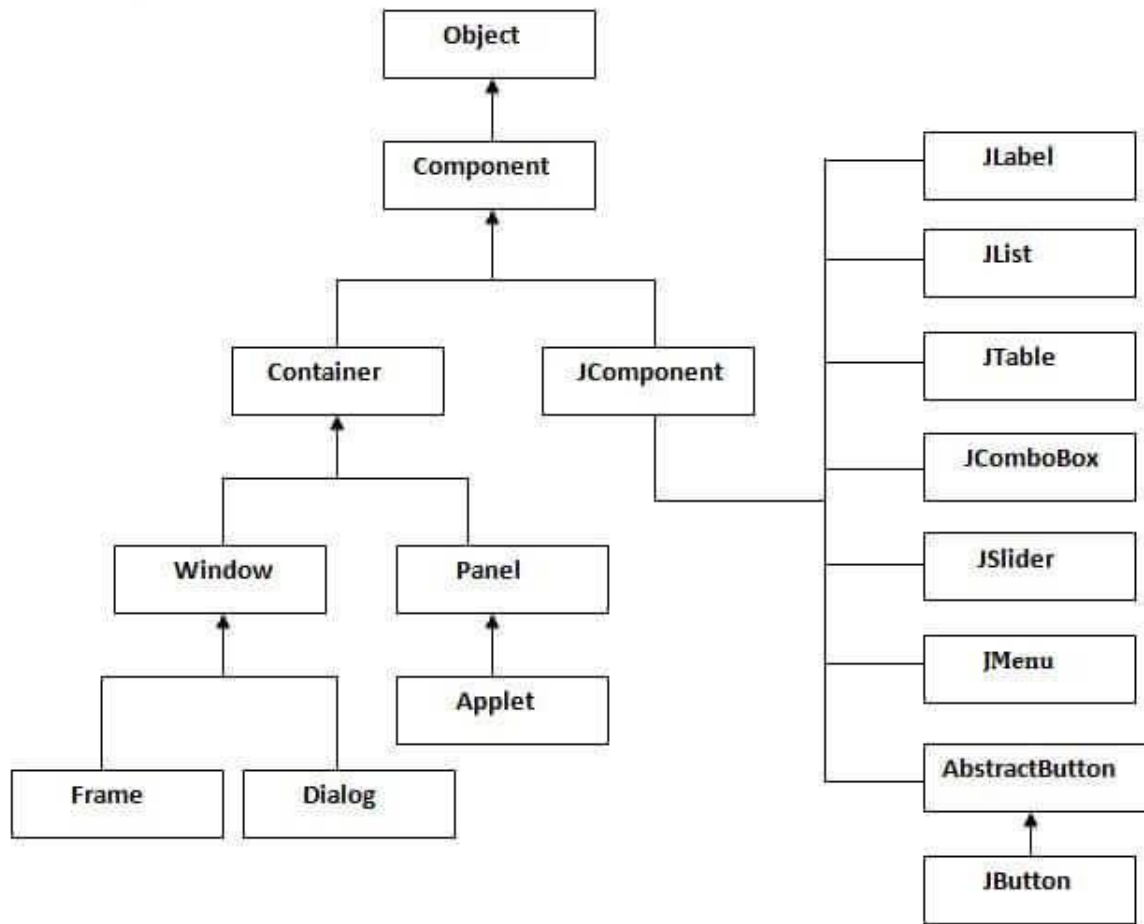 Object
Component
Container
JComponent
Window
Panel
Frame
Dialog
Applet
JLabel
JList
JTable
JComboBox
JSlider
JMenu
AbstractButton
JButton